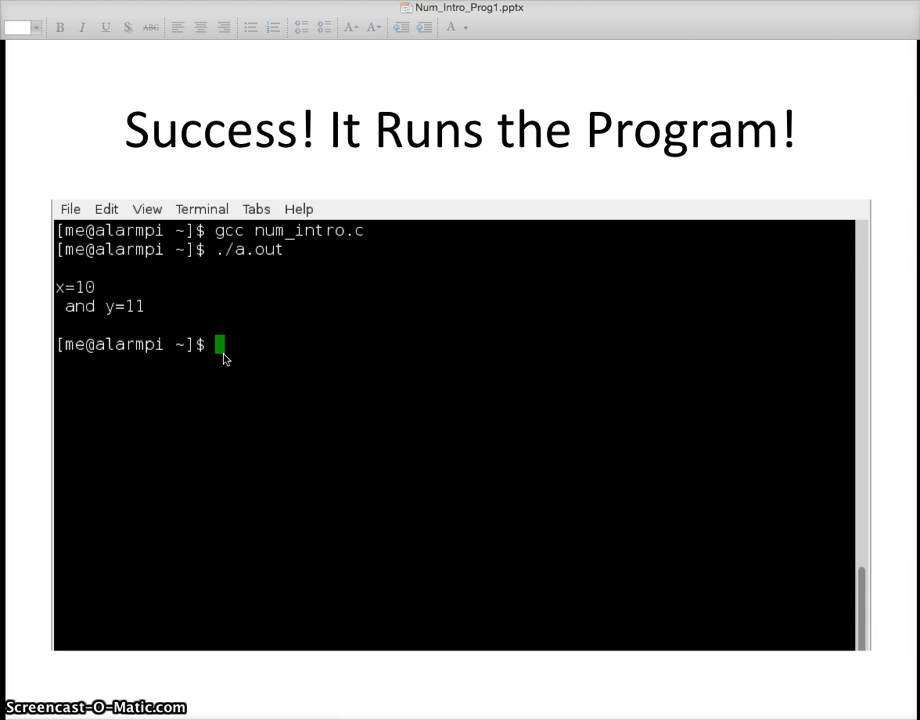 Num_Intro_Prog1.pptx
B I U S ABC A A A
Success! It Runs the Program!
File Edit View Terminal Tabs Help
[me@alarmpi ~]$ gcc num_intro.c
[me@alarmpi ~]$ ./a.out
x=10
and y=11
[me@alarmpi ~]$
Screencast-O-Matic.com